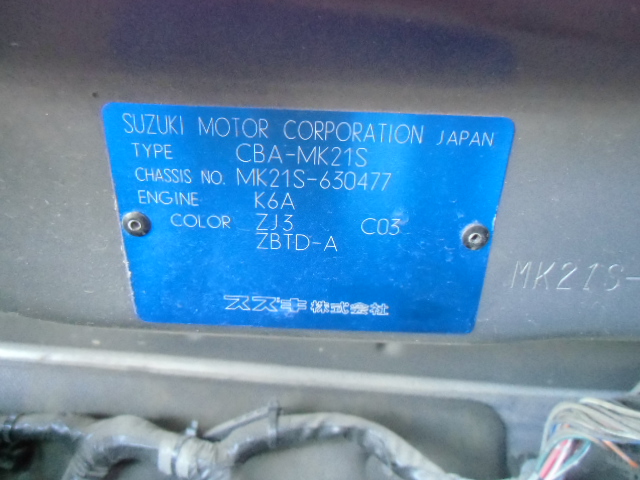 SUZUKI MOTOR CORPORATION JAPAN
TYPE CBA-MK21S
CHASSIS NO. MK21S-630477
ENGINE K6A
COLOR ZJ3 C03
ZBTD-A
スズキ株式会社
MK21S-